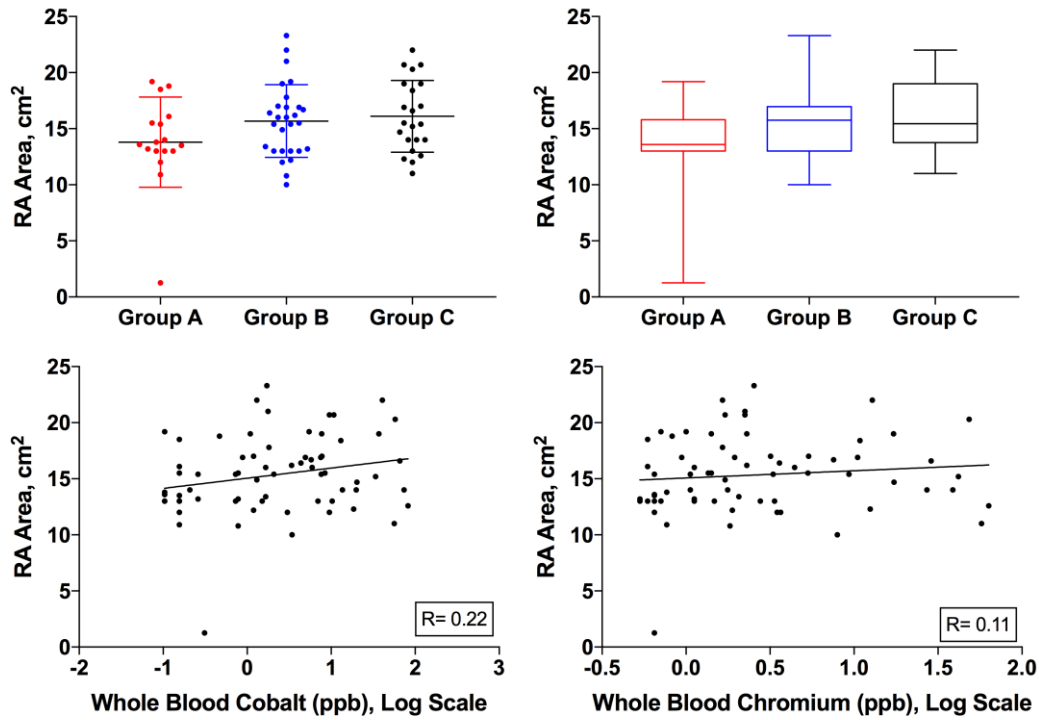 25
20
15
10
5
0
RA Area, cm²
Group A
Group B
Group C
25
20
15
10
5
0
RA Area, cm²
Group A
Group B
Group C
25
20
15
10
5
0
RA Area, cm²
R= 0.22
-2
-1
0
1
2
3
Whole Blood Cobalt (ppb), Log Scale
25
20
15
10
5
0
RA Area, cm²
R= 0.11
-0.5
0.0
0.5
1.0
1.5
2.0
Whole Blood Chromium (ppb), Log Scale